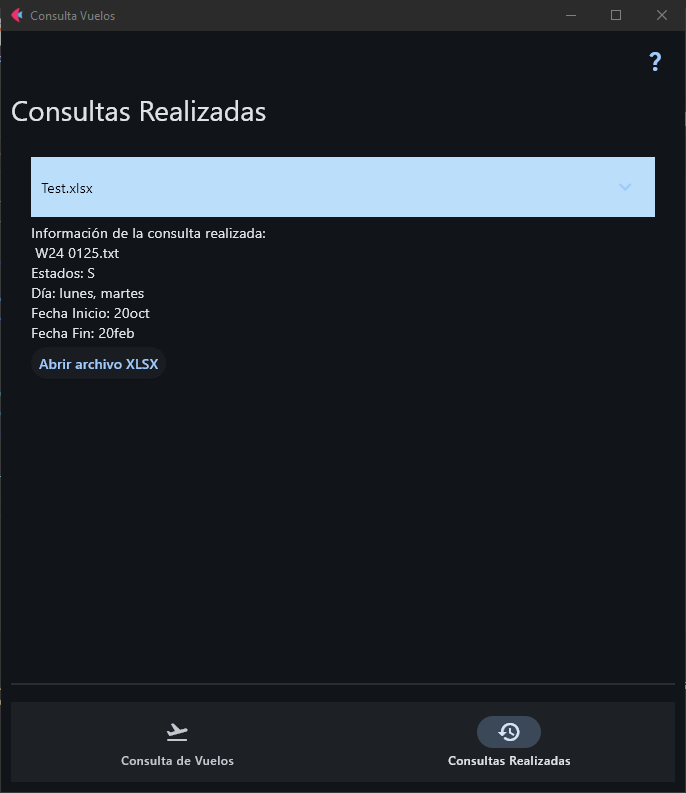 Consulta Vuelos
?
Consultas Realizadas
Test.xlsx
Información de la consulta realizada:
W24 0125.txt
Estados: S
Día: lunes, martes
Fecha Inicio: 20oct
Fecha Fin: 20feb
Abrir archivo XLSX
Consulta de Vuelos
Consultas Realizadas